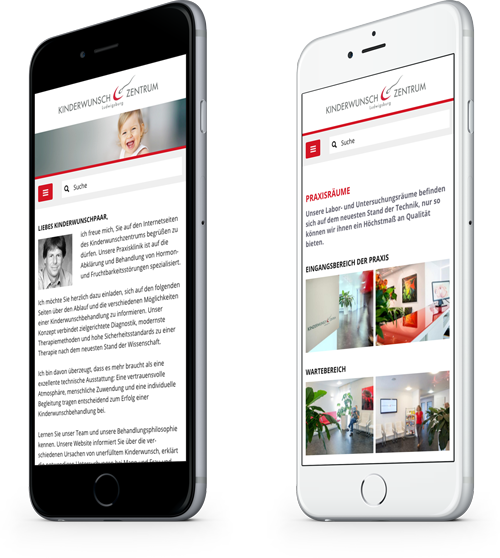 KINDERWUNSCH ZENTRUM
Ludwigsburg
Suche
LIEBES KINDERWUNSCHPAAR,
ich freue mich, Sie auf den Internetseiten
des Kinderwunschzentrums begrüßen zu
dürfen. Unsere Praxisklinik ist auf die
Abklärung und Behandlung von Hormon-
und Fruchtbarkeitsstörungen spezialisiert.
Ich möchte Sie herzlich dazu einladen, sich auf den folgenden
Seiten über den Ablauf und die verschiedenen Möglichkeiten
einer Kinderwunschbehandlung zu informieren. Unser
Konzept verbindet zielgerichtete Diagnostik, modernste
Therapiemethoden und hohe Sicherheitsstandards zu einer
Therapie nach dem neuesten Stand der Wissenschaft.
Ich bin davon überzeugt, dass es mehr braucht als eine
excellente technische Ausstattung: Eine vertrauensvolle
Atmosphäre, menschliche Zuwendung und eine individuelle
Begleitung tragen entscheidend zum Erfolg einer
Kinderwunschbehandlung bei.
Lernen Sie unser Team und unsere Behandlungsphilosophie
kennen. Unsere Website informiert Sie über die ver-
schiedenen Ursachen von unerfülltem Kinderwunsch, erklärt
KINDERWUNSCH ZENTRUM
Ludwigsburg
Suche
PRAXISRÄUME
Unsere Labor- und Untersuchungsräume befinden
sich auf dem neuesten Stand der Technik, nur so
können wir ihnen ein Höchstmaß an Qualität
bieten.
EINGANGSBEREICH DER PRAXIS
WARTEBEREICH